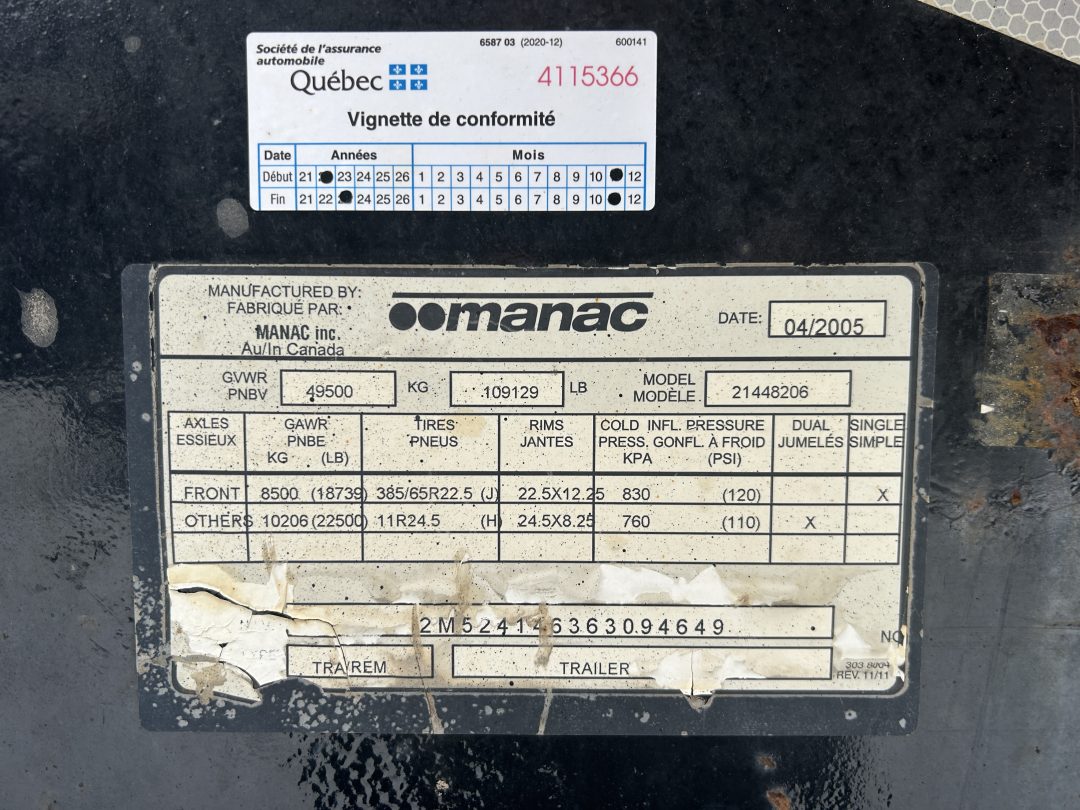 Société de l'assurance
automobile
Québec
6587 03 (2020-12) 600141
4115366
Vignette de conformité
Date Années Mois
Début 21 23 24 25 26 1 2 3 4 5 6 7 8 9 10 12
Fin 21 22 24 25 26 1 2 3 4 5 6 7 8 9 10 12
MANUFACTURED BY:
FABRIQUÉ PAR:
MANAC inc.
Au/In Canada
manac
DATE: 04/2005
GVWR
PNBV
49500 KG 109129 LB
MODEL
MODÈLE
21448206
AXLES GAWR TIRES RIMS COLD INFL. PRESSURE DUAL SINGLE
ESSIEUX PNBE PNEUS JANTES PRESS, GONFL. À FROID JUMELÉS SIMPLE
KG (LB) KPA (PSI)
FRONT 8500 (18739) 385/65R22.5 (J) 22.5X12.25 830 (120) X
OTHERS 10206 (22500) 11R24.5 (H) 24.5X8.25 760 (110) X
2M524146363094649
NO
TRA/REM TRAILER
303 8004
REV. 11/11